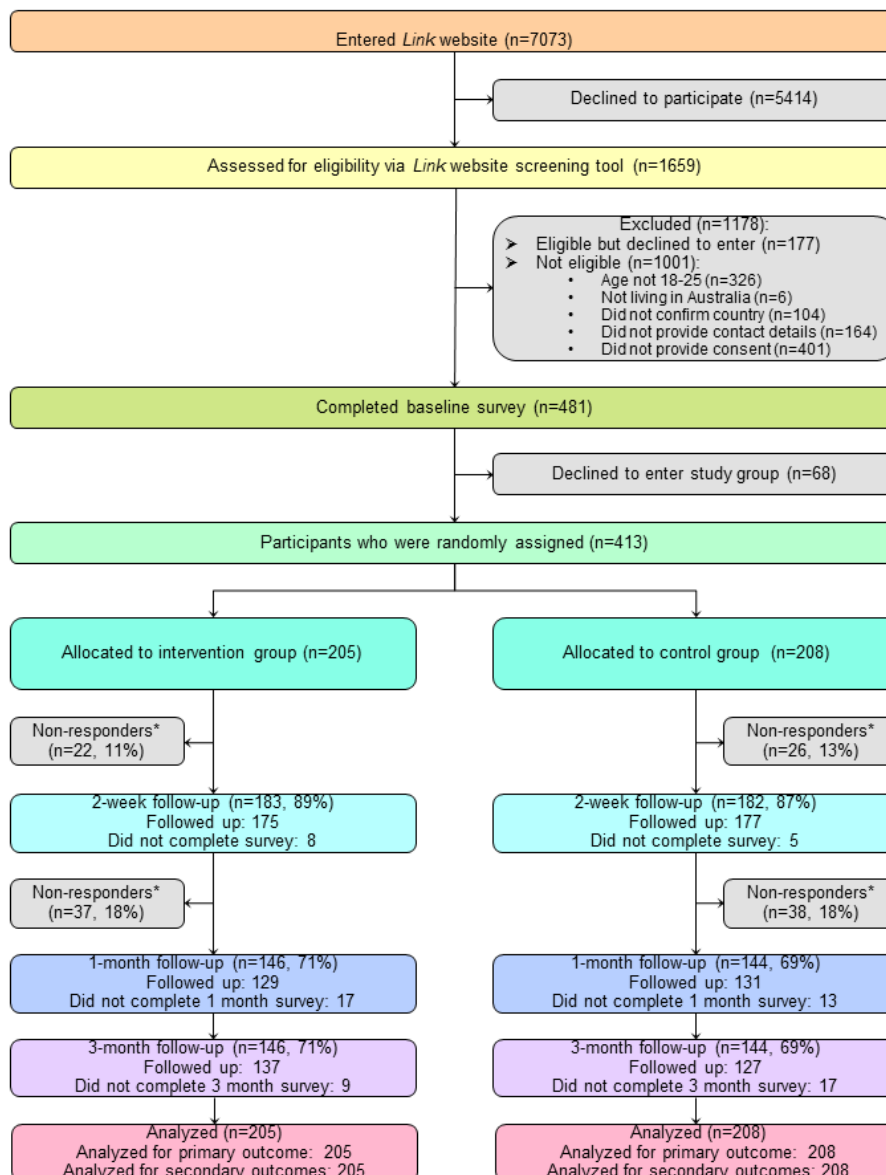 Entered Link website (n=7073)
Declined to participate (n=5414)
Assessed for eligibility via Link website screening tool (n=1659)
Excluded (n=1178):
➤ Eligible but declined to enter (n=177)
➤ Not eligible (n=1001):
• Age not 18-25 (n=326)
• Not living in Australia (n=6)
• Did not confirm country (n=104)
• Did not provide contact details (n=164)
• Did not provide consent (n=401)
Completed baseline survey (n=481)
Declined to enter study group (n=68)
Participants who were randomly assigned (n=413)
Allocated to intervention group (n=205)
Allocated to control group (n=208)
Non-responders*
(n=22, 11%)
Non-responders*
(n=26, 13%)
2-week follow-up (n=183, 89%)
Followed up: 175
Did not complete survey: 8
2-week follow-up (n=182, 87%)
Followed up: 177
Did not complete survey: 5
Non-responders*
(n=37, 18%)
Non-responders*
(n=38, 18%)
1-month follow-up (n=146, 71%)
Followed up: 129
Did not complete 1 month survey: 17
1-month follow-up (n=144, 69%)
Followed up: 131
Did not complete 1 month survey: 13
3-month follow-up (n=146, 71%)
Followed up: 137
Did not complete 3 month survey: 9
3-month follow-up (n=144, 69%)
Followed up: 127
Did not complete 3 month survey: 17
Analyzed (n=205)
Analyzed for primary outcome: 205
Analyzed for secondary outcomes: 205
Analyzed (n=208)
Analyzed for primary outcome: 208
Analyzed for secondary outcomes: 208